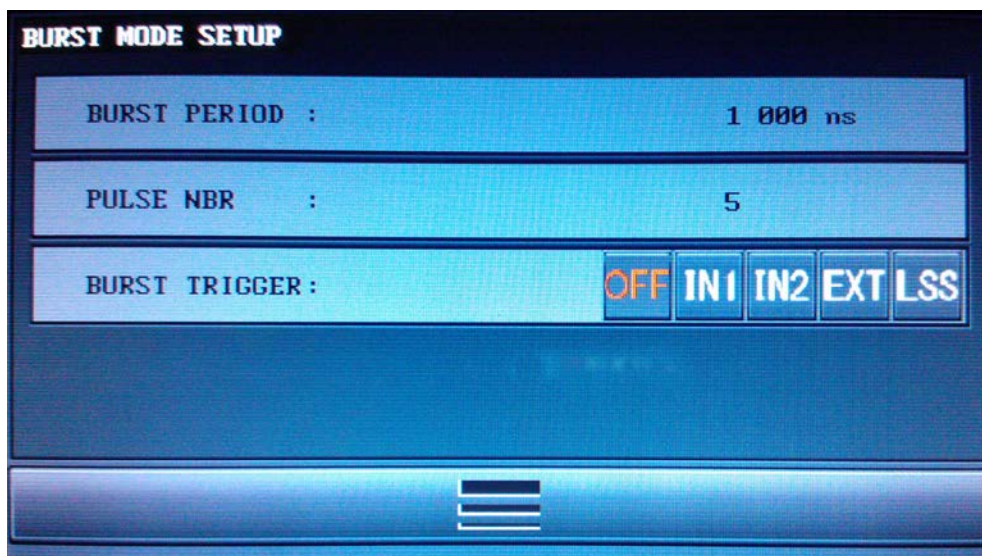 BURST MODE SETUP
BURST PERIOD : 1 000 ns
PULSE NBR : 5
BURST TRIGGER: OFF IN1 IN2 EXT LSS